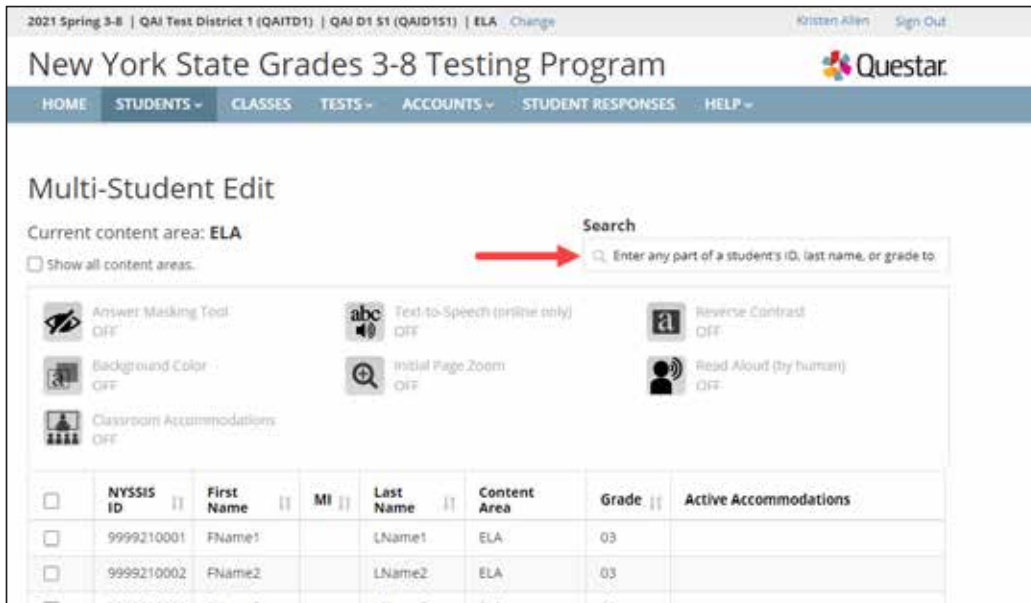 2021 Spring 3-8 | QAI Test District 1 (QAITD1) | QAI D1 S1 (QAID1S1) | ELA Change Kristen Allen Sign Out
New York State Grades 3-8 Testing Program Questar
HOME STUDENTS CLASSES TESTS ACCOUNTS STUDENT RESPONSES HELP
Multi-Student Edit
Current content area: ELA
Show all content areas.
Search
Enter any part of a student's ID, last name, or grade to
Answer Masking Tool
OFF
abc
Text-to-Speech (online only)
OFF
a
Reverse Contrast
OFF
a
Background Color
OFF
Initial Page Zoom
OFF
Read Aloud (by human)
OFF
Classroom Accommodations
OFF
NYSSIS ID First Name MI Last Name Content Area Grade Active Accommodations
9999210001 FName1 LName1 ELA 03
9999210002 FName2 LName2 ELA 03